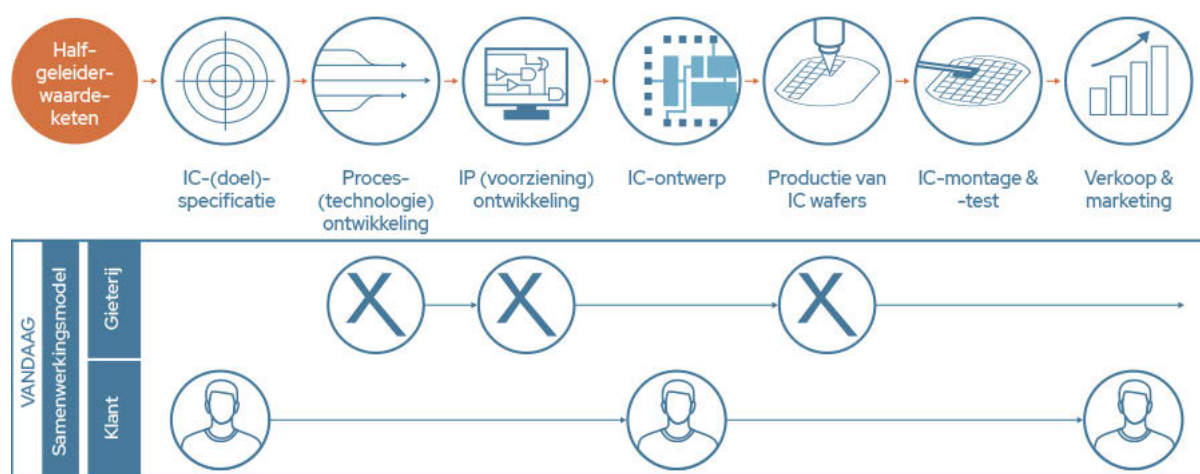 Half-
geleider-
waarde-
keten
IC-(doel)-
specificatie
Proces-
(technologie)
ontwikkeling
IP (voorziening)
ontwikkeling
IC-ontwerp
Productie van
IC wafers
IC-montage &
-test
Verkoop &
marketing
VANDAAG
Samenwerkingsmodel
Gieterij
X
X
X
Klant